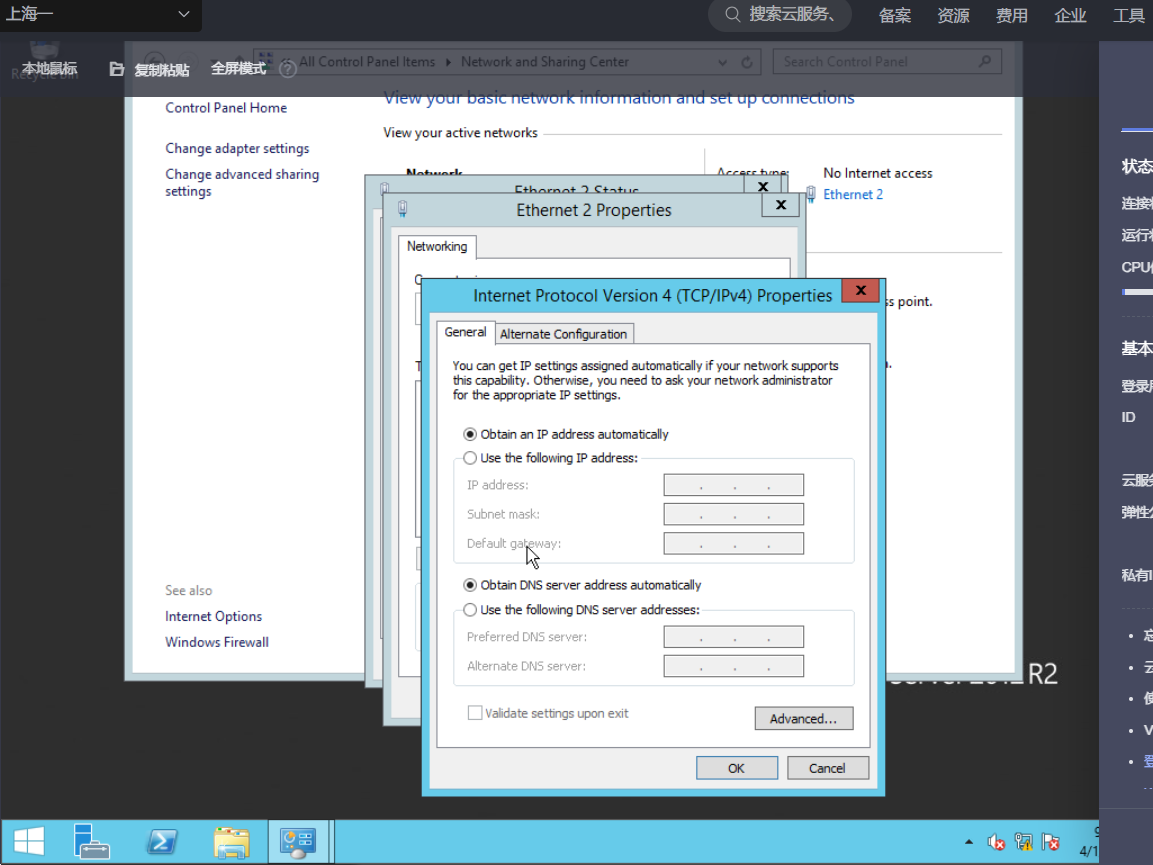 上海一
搜索云服务、
备案
资源
费用
企业
工具
本地鼠标
复制粘贴
全屏模式
?
All Control Panel Items
Network and Sharing Center
Search Control Panel
Control Panel Home
Change adapter settings
Change advanced sharing
settings
See also
Internet Options
Windows Firewall
View your basic network information and set up connections
View your active networks
Network
Access type:
No Internet access
Ethernet 2
Ethernet 2 Status
X
Ethernet 2 Properties
X
Networking
Internet Protocol Version 4 (TCP/IPv4) Properties
X
General
Alternate Configuration
You can get IP settings assigned automatically if your network supports
this capability. Otherwise, you need to ask your network administrator
for the appropriate IP settings.
Obtain an IP address automatically
Use the following IP address:
IP address:
Subnet mask:
Default gateway:
Obtain DNS server address automatically
Use the following DNS server addresses:
Preferred DNS server:
Alternate DNS server:
Validate settings upon exit
Advanced...
OK
Cancel
point.
R2
状态
连接
运行
CPU
基本
登录
ID
云服
弹性
私有
4/1